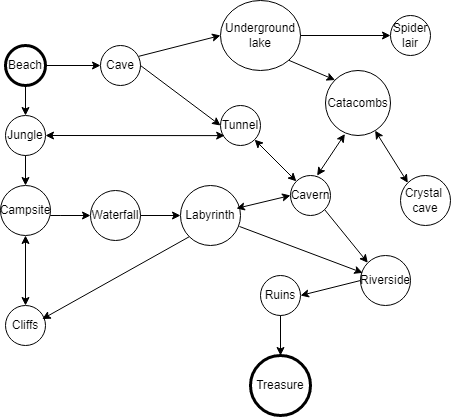 Underground
lake
Spider
lair
Beach
Cave
Catacombs
Jungle
Tunnel
Campsite
Waterfall
Labyrinth
Cavern
Crystal
cave
Riverside
Ruins
Cliffs
Treasure